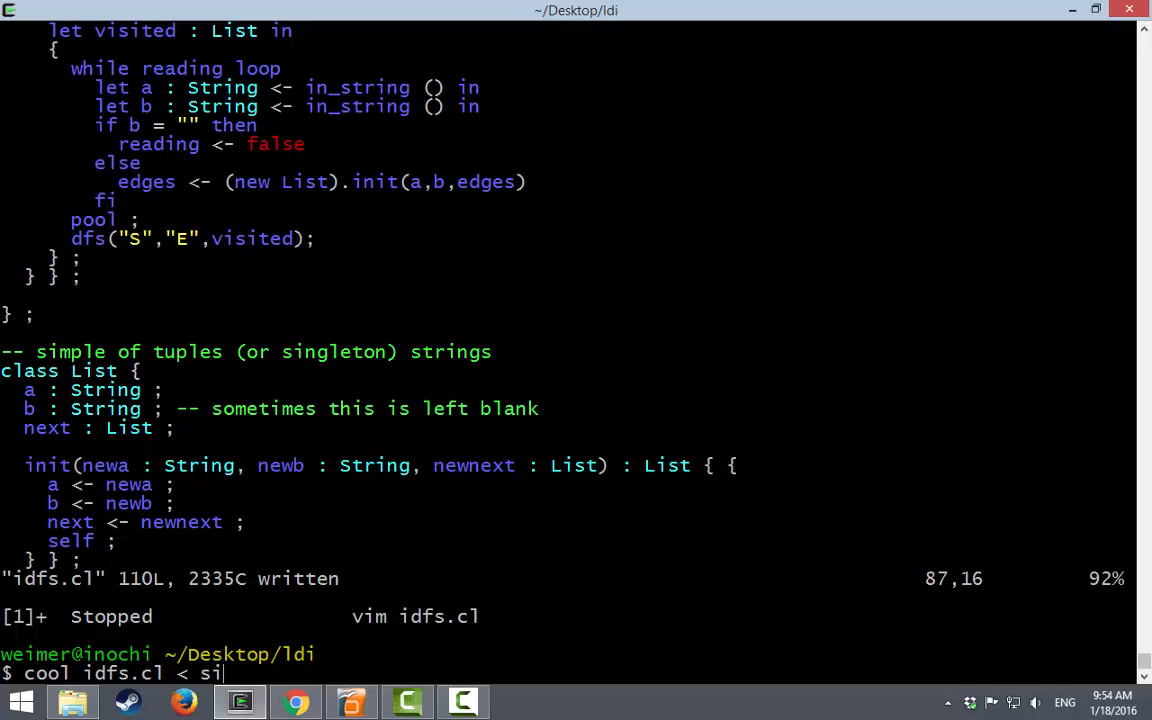 ~/Desktop/ldi
let visited : List in
{
while reading loop
let a : String <- in_string () in
let b : String <- in_string () in
if b = "" then
reading <- false
else
edges <- (new List).init(a,b,edges)
fi
pool ;
dfs("S","E",visited);
} ;
} } ;
} ;
-- simple of tuples (or singleton) strings
class List {
a : String ;
b : String ; -- sometimes this is left blank
next : List ;
init(newa : String, newb : String, newnext : List) : List { {
a <- newa ;
b <- newb ;
next <- newnext ;
self ;
} } ;
"idfs.cl" 110L, 2335C written 87,16 92%
[1]+ Stopped vim idfs.cl
weimer@inochi ~/Desktop/ldi
$ cool idfs.cl < si
ENG
9:54 AM
1/18/2016